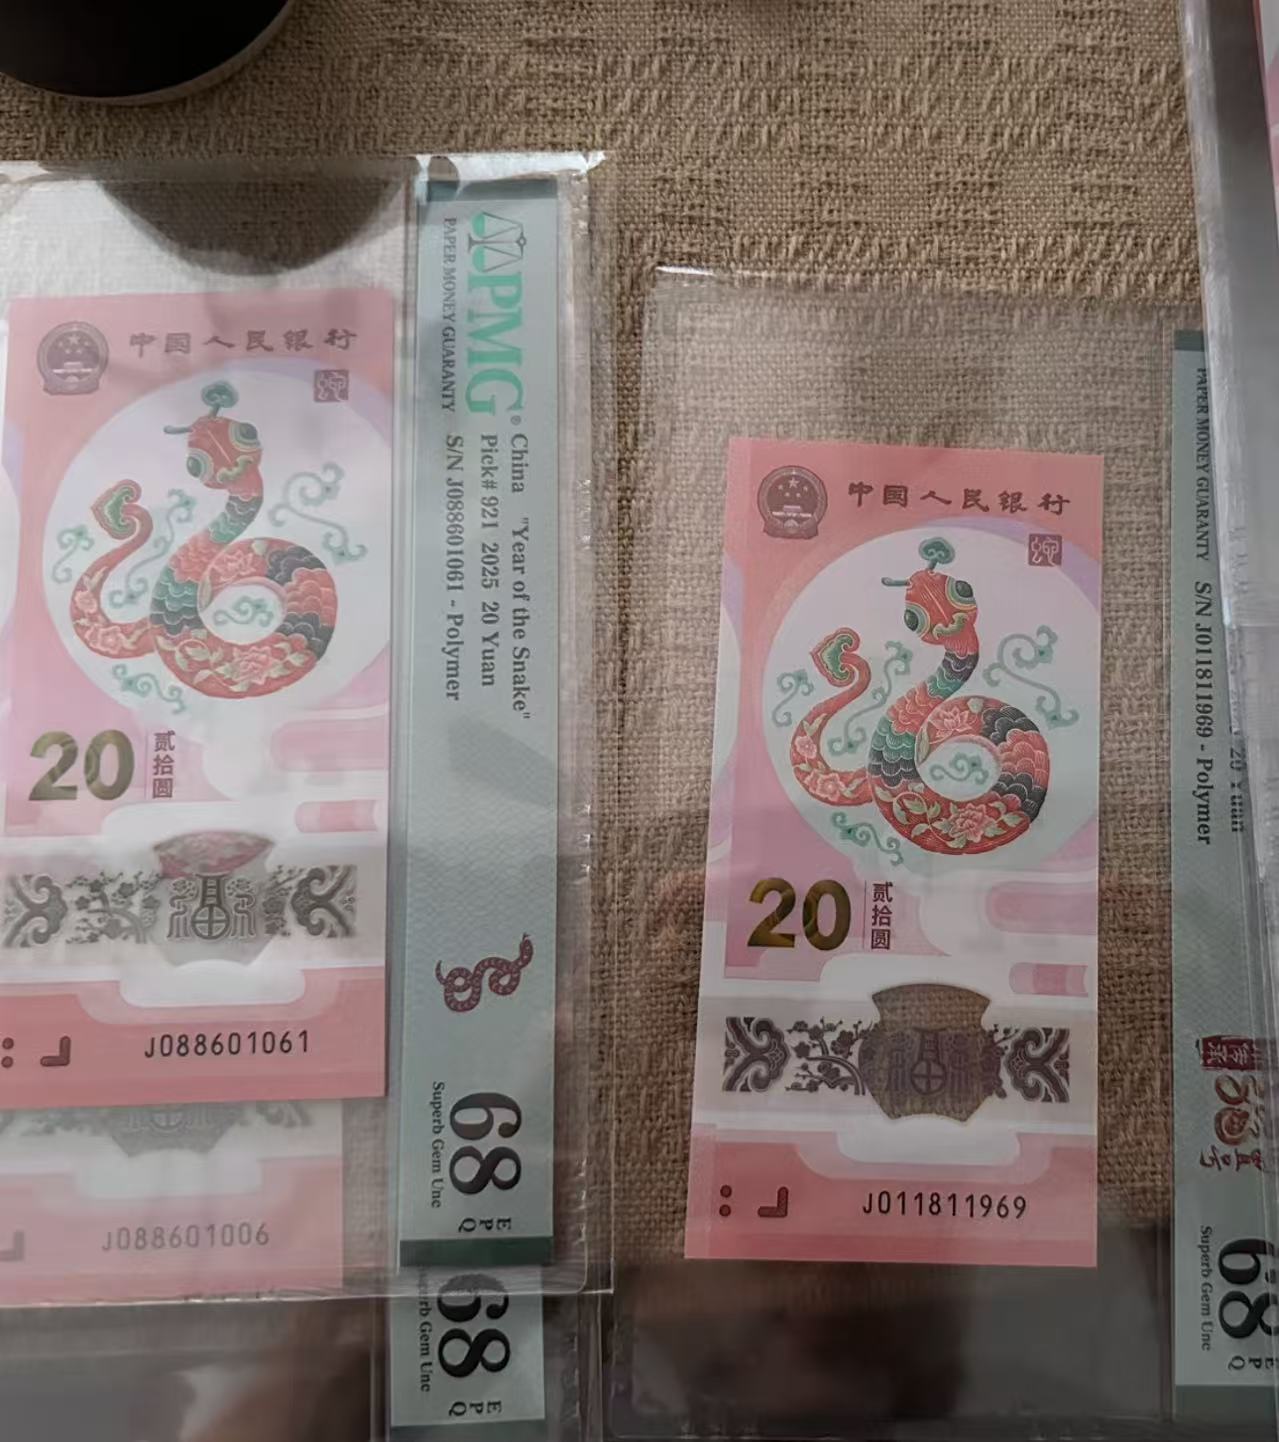 中国人民银行
20
贰
拾
圆
J088601061
J088601006
PMG®
PAPER MONEY GUARANTY
China "Year of the Snake"
Pick# 921 2025 20 Yuan
S/N J088601061 - Polymer
68
Superb Gem Unc
EPQ
68
Superb Gem Unc
EPQ
中国人民银行
20
贰
拾
圆
J011811969
PAPER MONEY GUARANTY
20 Yuan
S/N J011811969 - Polymer
68
Superb Gem Unc
EPQ